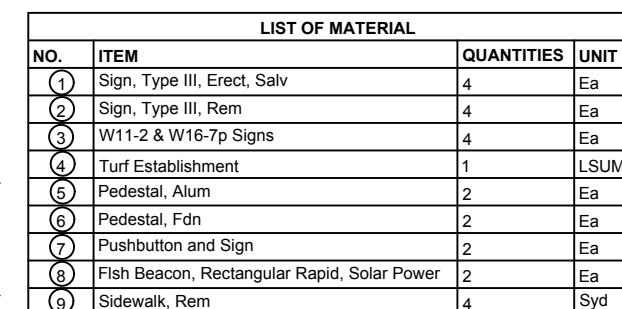 LIST OF MATERIAL
NO. ITEM QUANTITIES UNIT
1 Sign, Type III, Erect, Salv 4 Ea
2 Sign, Type III, Rem 4 Ea
3 W11-2 & W16-7p Signs 4 Ea
4 Turf Establishment 1 LSUM
5 Pedestal, Alum 2 Ea
6 Pedestal, Fdn 2 Ea
7 Pushbutton and Sign 2 Ea
8 Flsh Beacon, Rectangular Rapid, Solar Power 2 Ea
9 Sidewalk, Rem 4 Syd